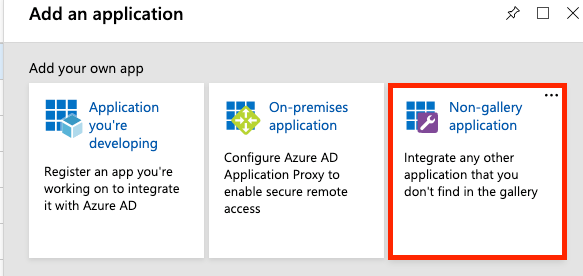 Add an application
Add your own app
Application
you're
developing
Register an app you're
working on to integrate
it with Azure AD
On-premises
application
Configure Azure AD
Application Proxy to
enable secure remote
access
Non-gallery
application
Integrate any other
application that you
don't find in the gallery